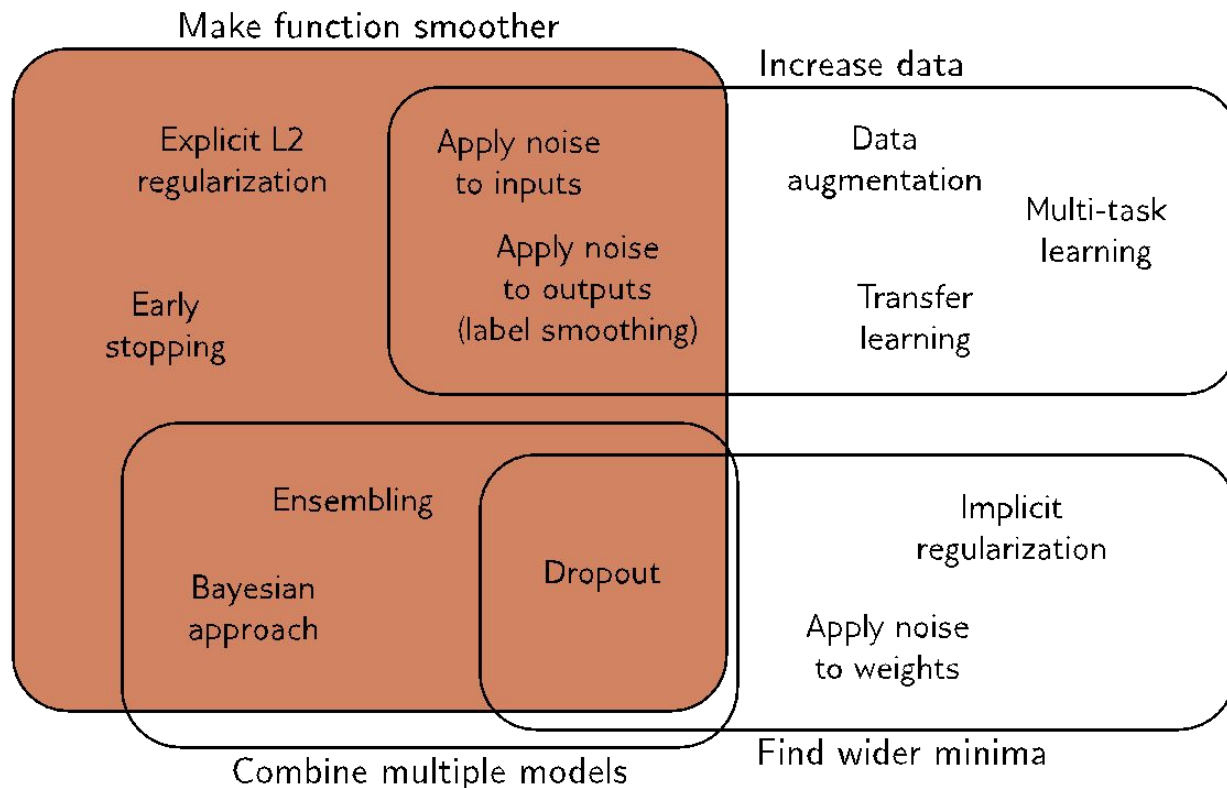 Make function smoother
Increase data
Explicit L2
regularization
Apply noise
to inputs
Data
augmentation
Multi-task
learning
Apply noise
to outputs
(label smoothing)
Early
stopping
Transfer
learning
Ensembling
Bayesian
approach
Dropout
Implicit
regularization
Apply noise
to weights
Find wider minima
Combine multiple models